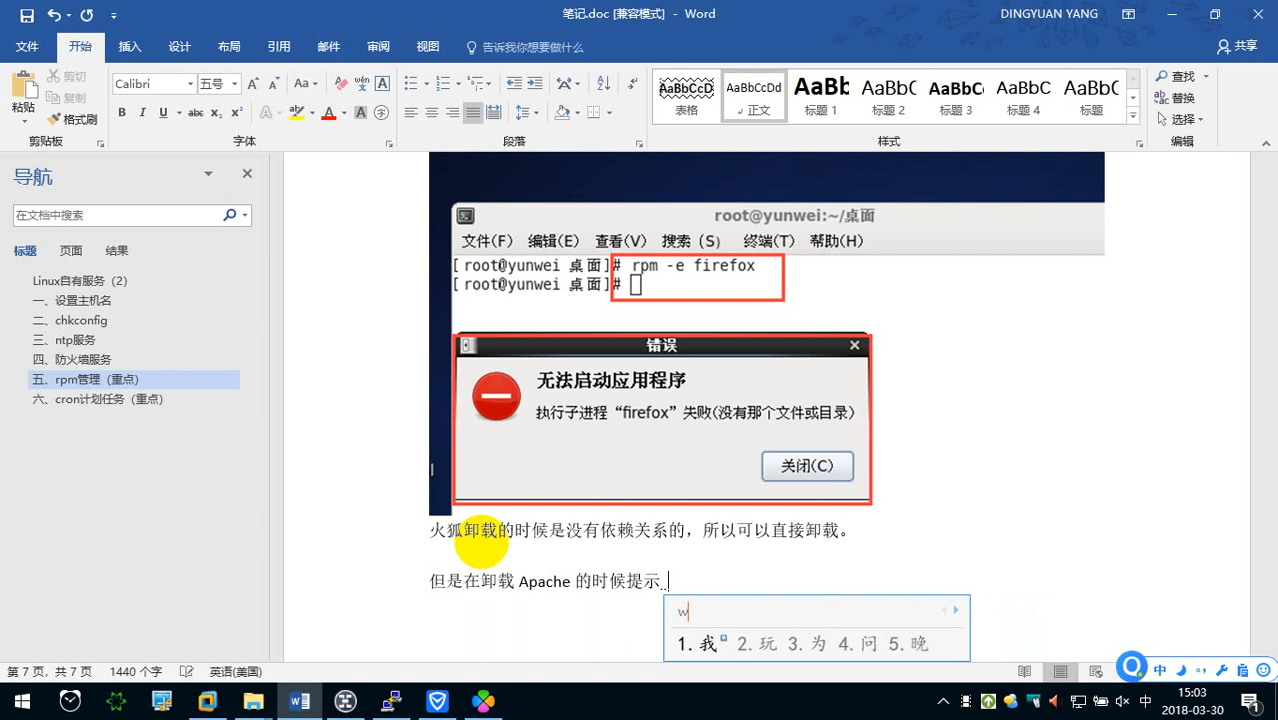 笔记.doc [兼容模式] - Word
DINGYUAN YANG
文件 开始 插入 设计 布局 引用 邮件 审阅 视图 告诉我你想要做什么 共享
粘贴
剪切
复制
格式刷
剪贴板
Calibri 五号
字体
段落
AaBbCcD 表格
AaBbCcDd 正文
AaBb 标题 1
AaBbC 标题 2
AaBbC 标题 3
AaBbC 标题 4
AaBbC 标题
样式
查找
替换
选择
编辑
导航
在文档中搜索
标题 页面 结果
Linux自有服务（2）
一、设置主机名
二、chkconfig
三、ntp服务
四、防火墙服务
五、rpm管理（重点）
六、cron计划任务（重点）
root@yunwei:~/桌面
文件(F) 编辑(E) 查看(V) 搜索 (S) 终端(T) 帮助(H)
[root@yunwei 桌面]# rpm -e firefox
[root@yunwei 桌面]#
错误
无法启动应用程序
执行子进程“firefox”失败(没有那个文件或目录)
关闭(C)
火狐卸载的时候是没有依赖关系的，所以可以直接卸载。
但是在卸载 Apache 的时候提示
w
1. 我 2. 玩 3. 为 4. 问 5. 晚
第 7 页，共 7 页 1440 个字 英语(美国)
中
中
15:03
2018-03-30